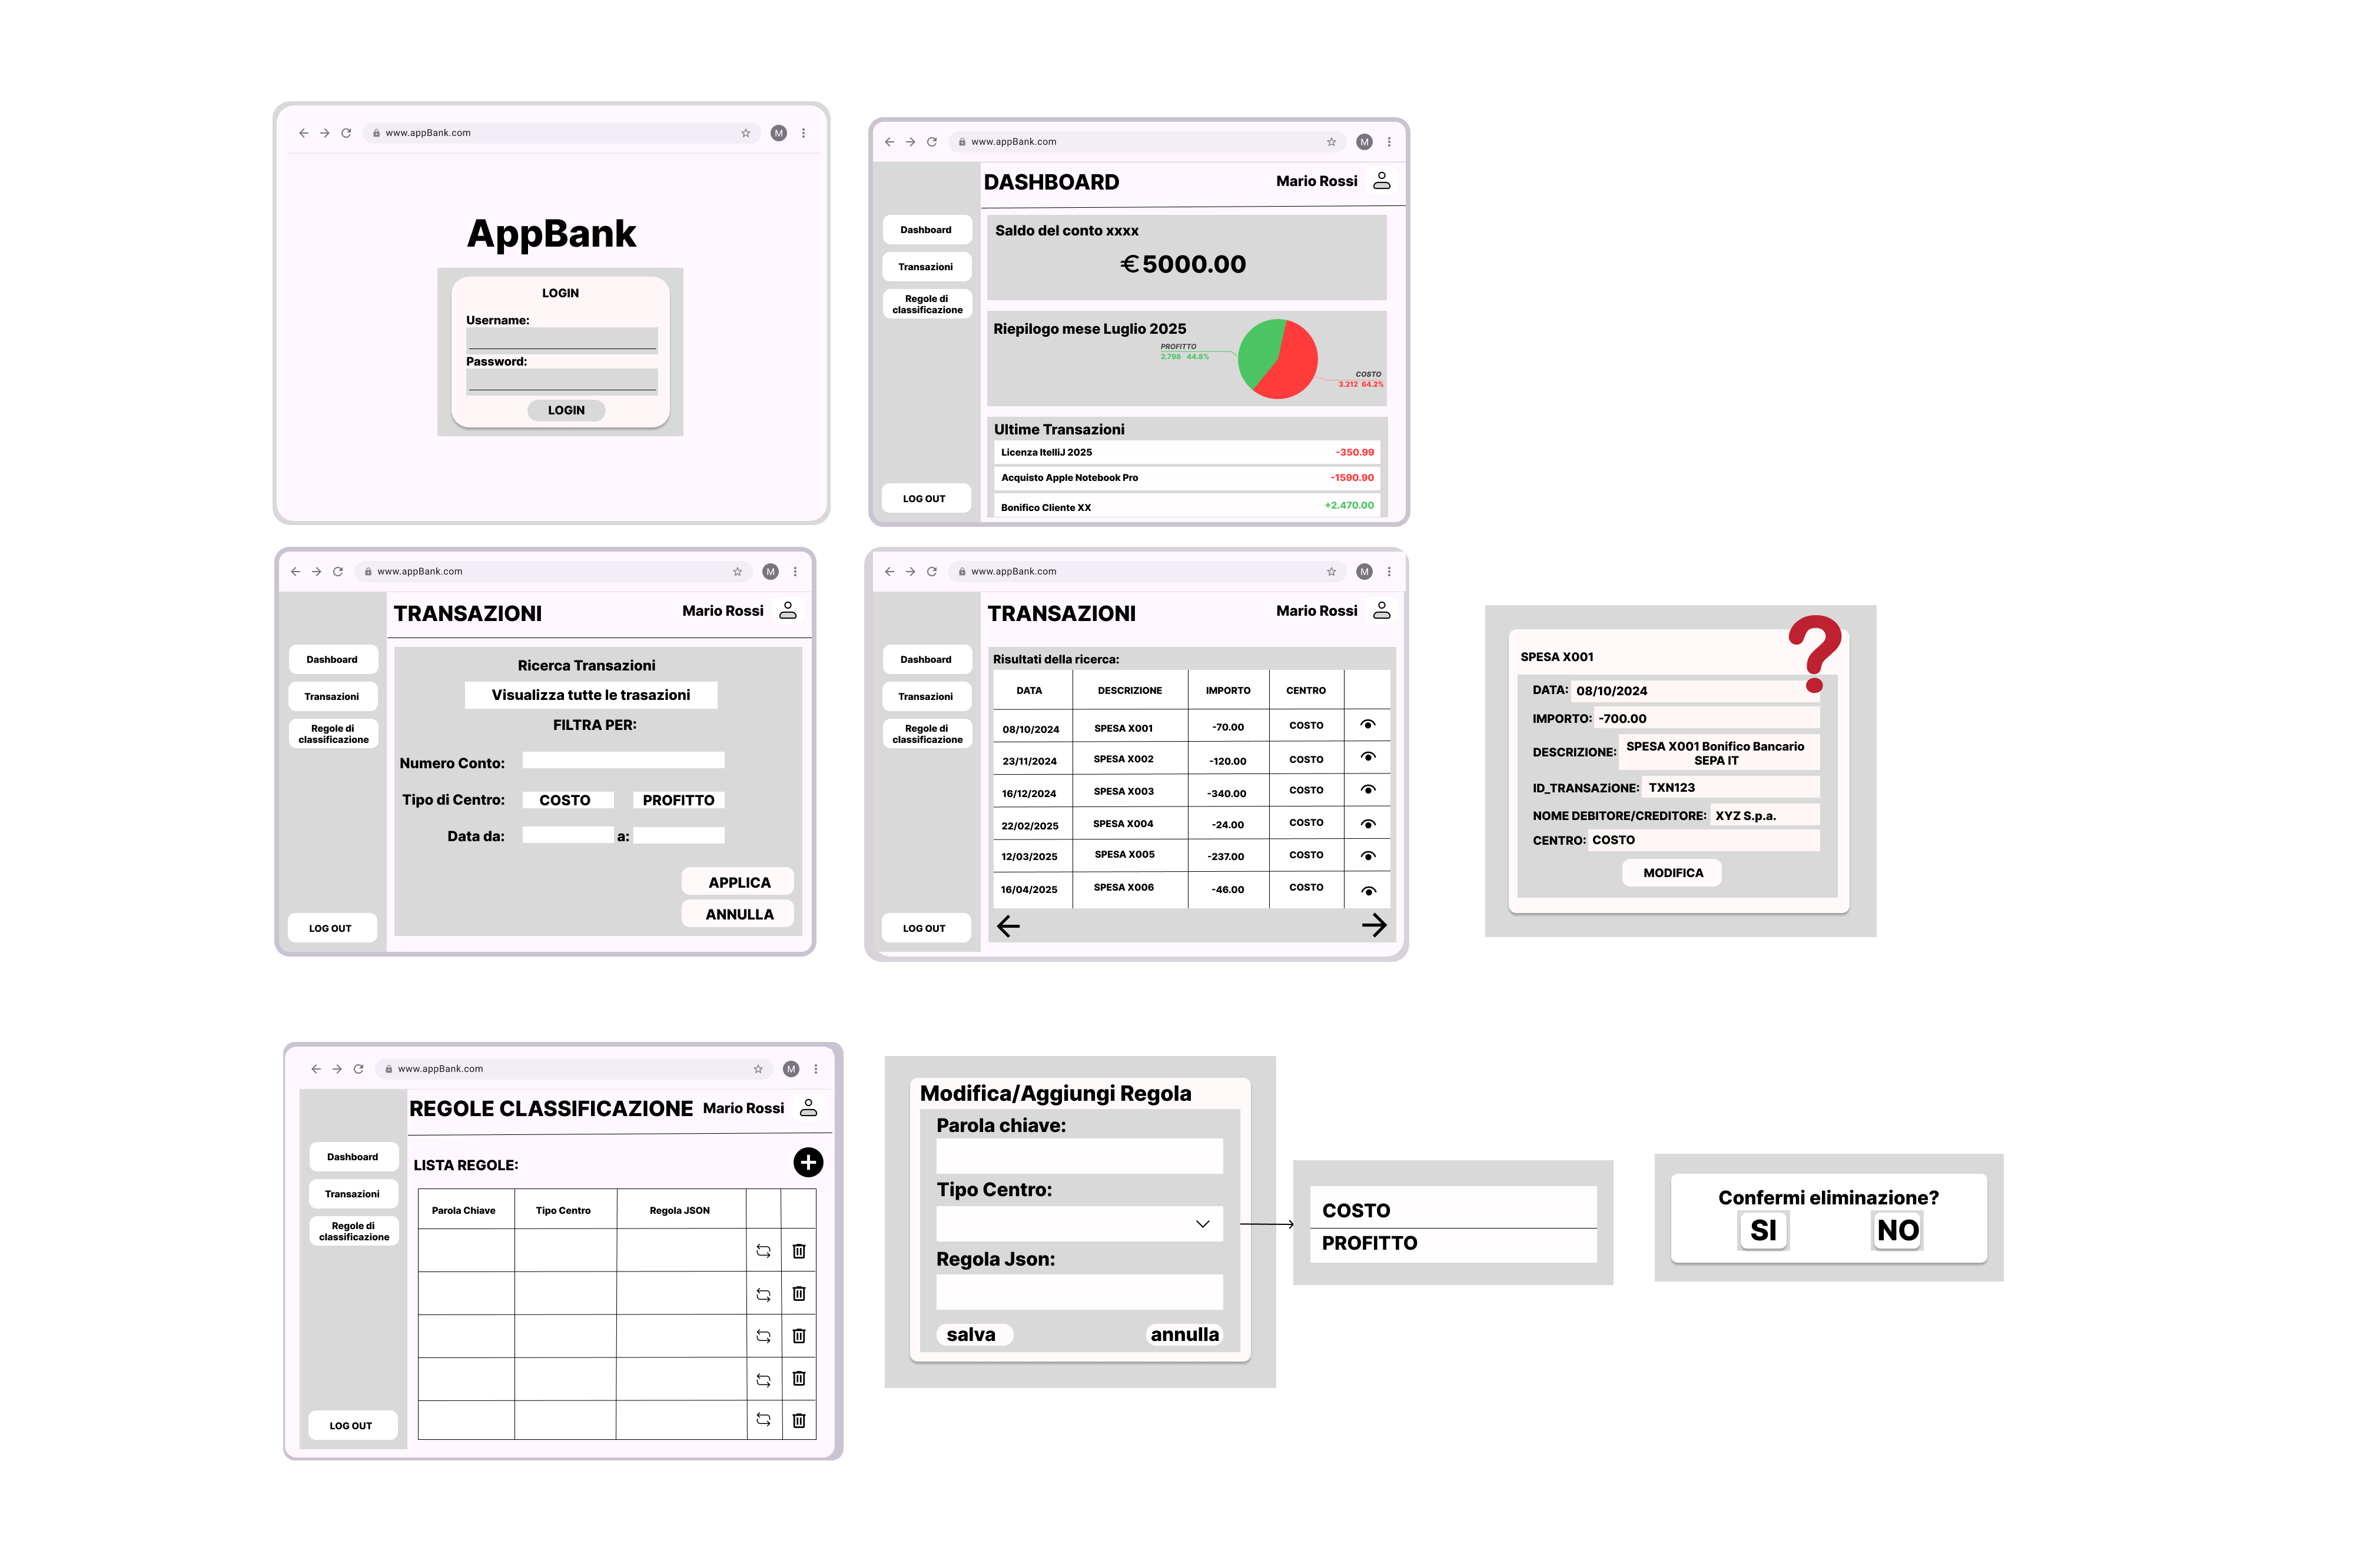 www.appBank.com
M
AppBank
LOGIN
Username:
Password:
LOGIN
www.appBank.com
M
DASHBOARD
Mario Rossi
Dashboard
Transazioni
Regole di
classificazione
LOG OUT
Saldo del conto xxxx
€5000.00
Riepilogo mese Luglio 2025
PROFITTO
2.798 44.8%
COSTO
3.212 64.2%
Ultime Transazioni
Licenza ItelliJ 2025 -350.99
Acquisto Apple Notebook Pro -1590.90
Bonifico Cliente XX +2.470.00
www.appBank.com
M
TRANSAZIONI
Mario Rossi
Dashboard
Transazioni
Regole di
classificazione
LOG OUT
Ricerca Transazioni
Visualizza tutte le trasazioni
FILTRA PER:
Numero Conto:
Tipo di Centro: COSTO PROFITTO
Data da: a:
APPLICA
ANNULLA
www.appBank.com
M
TRANSAZIONI
Mario Rossi
Dashboard
Transazioni
Regole di
classificazione
LOG OUT
Risultati della ricerca:
DATA DESCRIZIONE IMPORTO CENTRO
08/10/2024 SPESA X001 -70.00 COSTO
23/11/2024 SPESA X002 -120.00 COSTO
16/12/2024 SPESA X003 -340.00 COSTO
22/02/2025 SPESA X004 -24.00 COSTO
12/03/2025 SPESA X005 -237.00 COSTO
16/04/2025 SPESA X006 -46.00 COSTO
?
SPESA X001
DATA: 08/10/2024
IMPORTO: -700.00
DESCRIZIONE: SPESA X001 Bonifico Bancario
SEPA IT
ID_TRANSAZiONE: TXN123
NOME DEBITORE/CREDITORE: XYZ S.p.a.
CENTRO: COSTO
MODIFICA
www.appBank.com
M
REGOLE CLASSIFICAZIONE
Mario Rossi
Dashboard
Transazioni
Regole di
classificazione
LOG OUT
LISTA REGOLE:
Parola Chiave Tipo Centro Regola JSON
Modifica/Aggiungi Regola
Parola chiave:
Tipo Centro:
Regola Json:
salva annulla
COSTO
PROFITTO
Confermi eliminazione?
SI NO